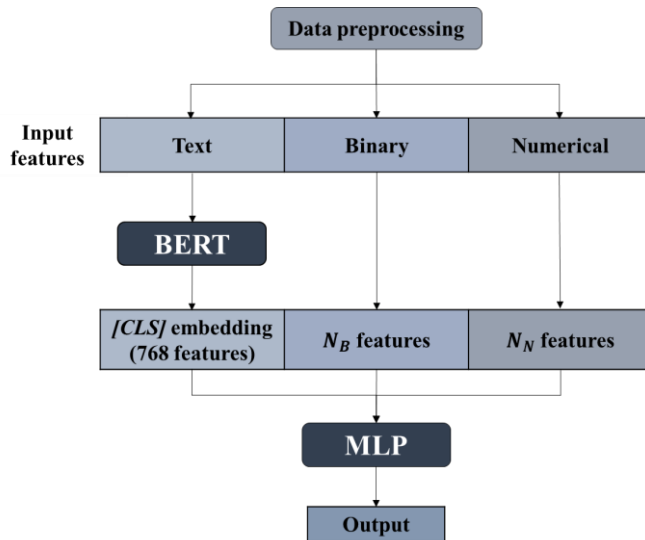 Data preprocessing
Input
features
Text
Binary
Numerical
BERT
[CLS] embedding
(768 features)
N_B features
N_N features
MLP
Output